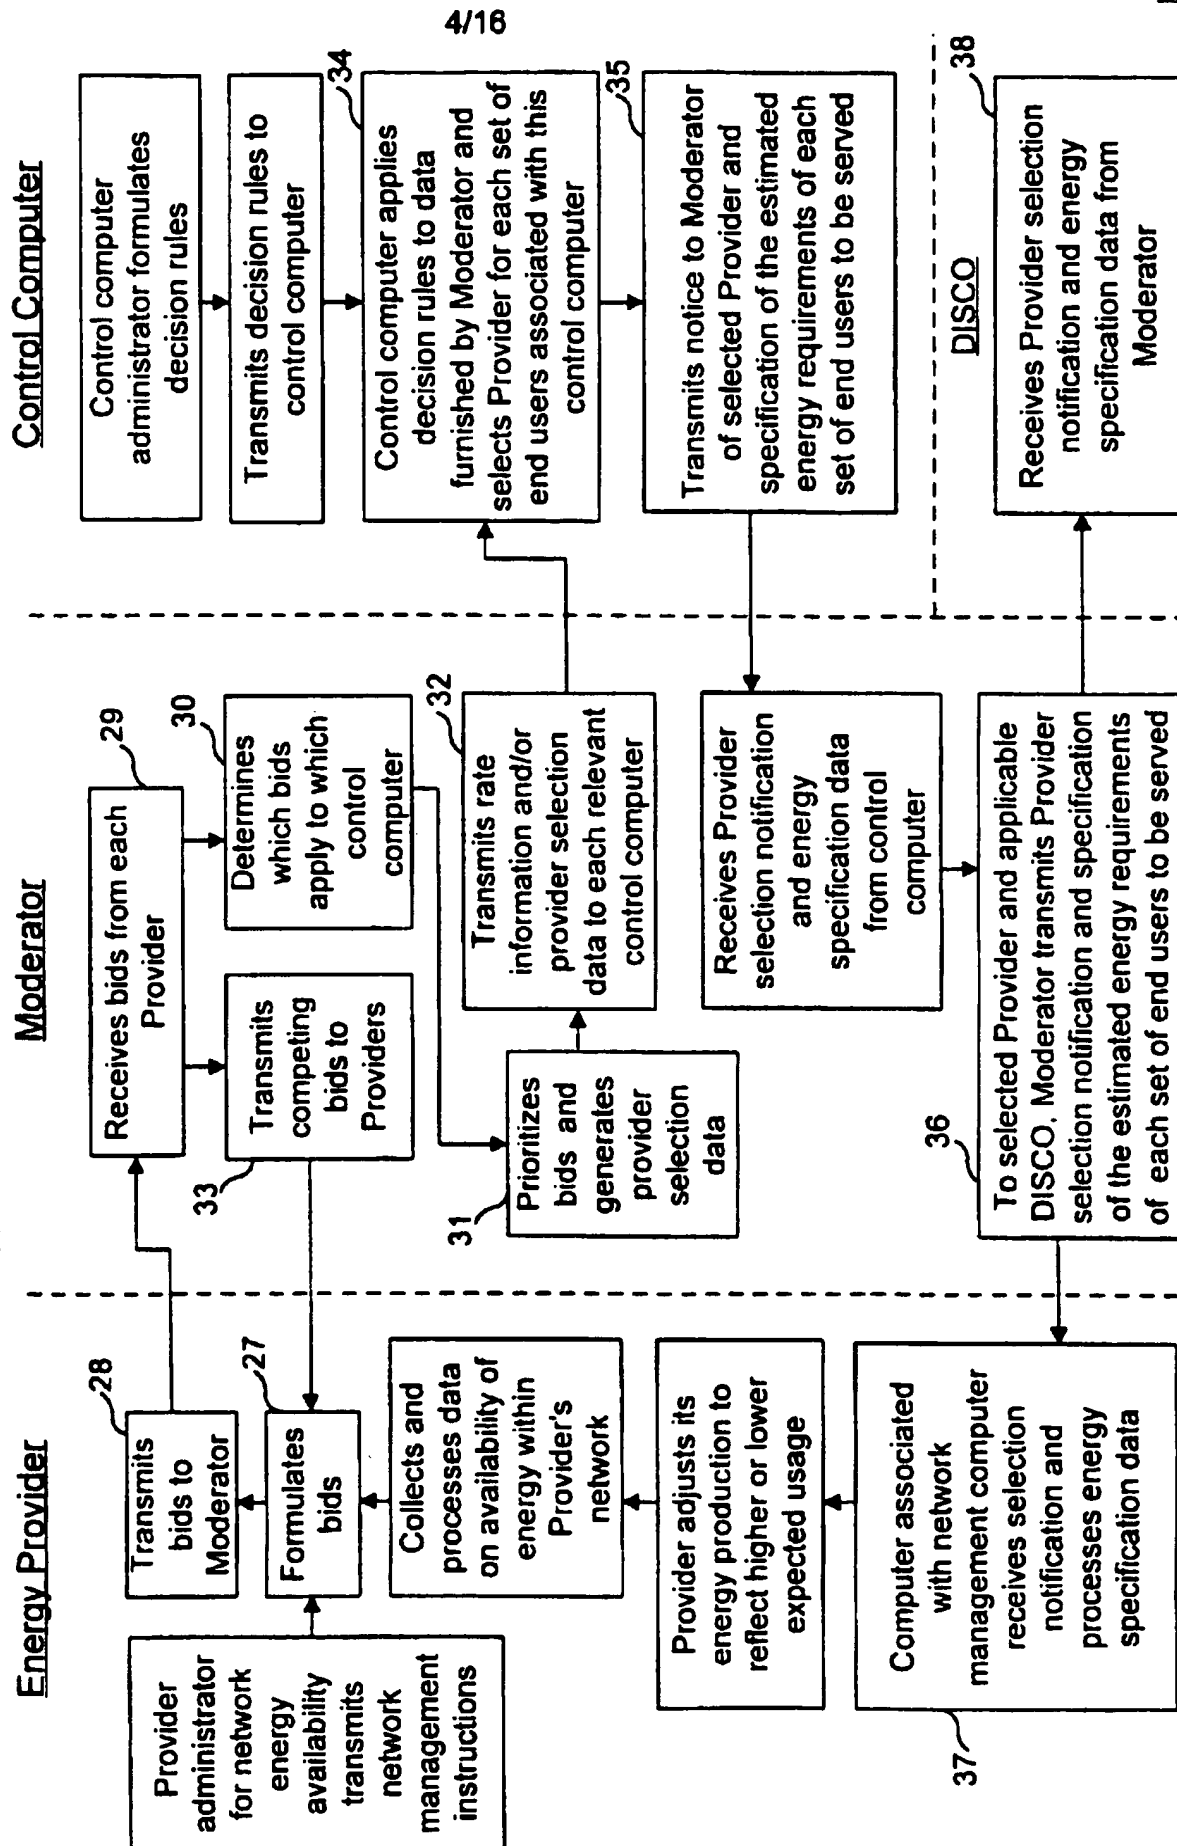 4/16
Energy Provider
Provider
administrator
for network
energy
availability
transmits
network
management
instructions
28
Transmits
bids to
Moderator
27
Formulates
bids
Collects and
processes data
on availability of
energy within
Provider's
network
Provider adjusts its
energy production to
reflect higher or lower
expected usage
Computer associated
with network
management computer
receives selection
notification and
processes energy
specification data
37
Moderator
29
Receives bids from each
Provider
33
Transmits
competing
bids to
Providers
30
Determines
which bids
apply to which
control
computer
31
Prioritizes
bids and
generates
provider
selection
data
32
Transmits rate
information and/or
provider selection
data to each relevant
control computer
Receives Provider
selection notification
and energy
specification data
from control
computer
36
To selected Provider and applicable
DISCO, Moderator transmits Provider
selection notification and specification
of the estimated energy requirements
of each set of end users to be served
Control Computer
Control computer
administrator formulates
decision rules
Transmits decision rules to
control computer
34
Control computer applies
decision rules to data
furnished by Moderator and
selects Provider for each set of
end users associated with this
control computer
35
Transmits notice to Moderator
of selected Provider and
specification of the estimated
energy requirements of each
set of end users to be served
DISCO
38
Receives Provider selection
notification and energy
specification data from
Moderator